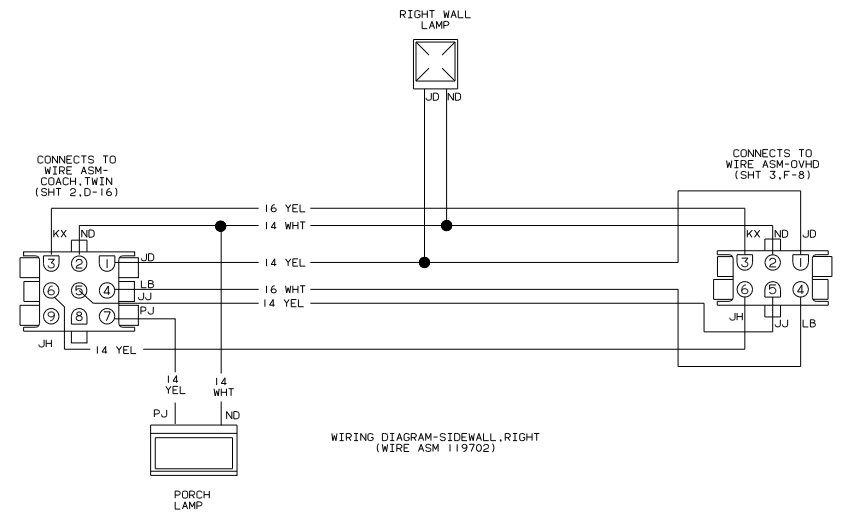 RIGHT WALL
LAMP
JD ND
CONNECTS TO
WIRE ASM-
COACH,TWIN
(SHT 2,D-16)
CONNECTS TO
WIRE ASM-OVHD
(SHT 3,F-8)
16 YEL
14 WHT
KX ND
KX ND JD
JD
14 YEL
3 2 1
3 2 1
LB
16 WHT
JJ
14 YEL
6 5 4
6 5 4
PJ
9 8 7
JH JJ LB
JH
14 YEL
14
YEL
14
WHT
PJ ND
WIRING DIAGRAM-SIDEWALL,RIGHT
(WIRE ASM 119702)
PORCH
LAMP